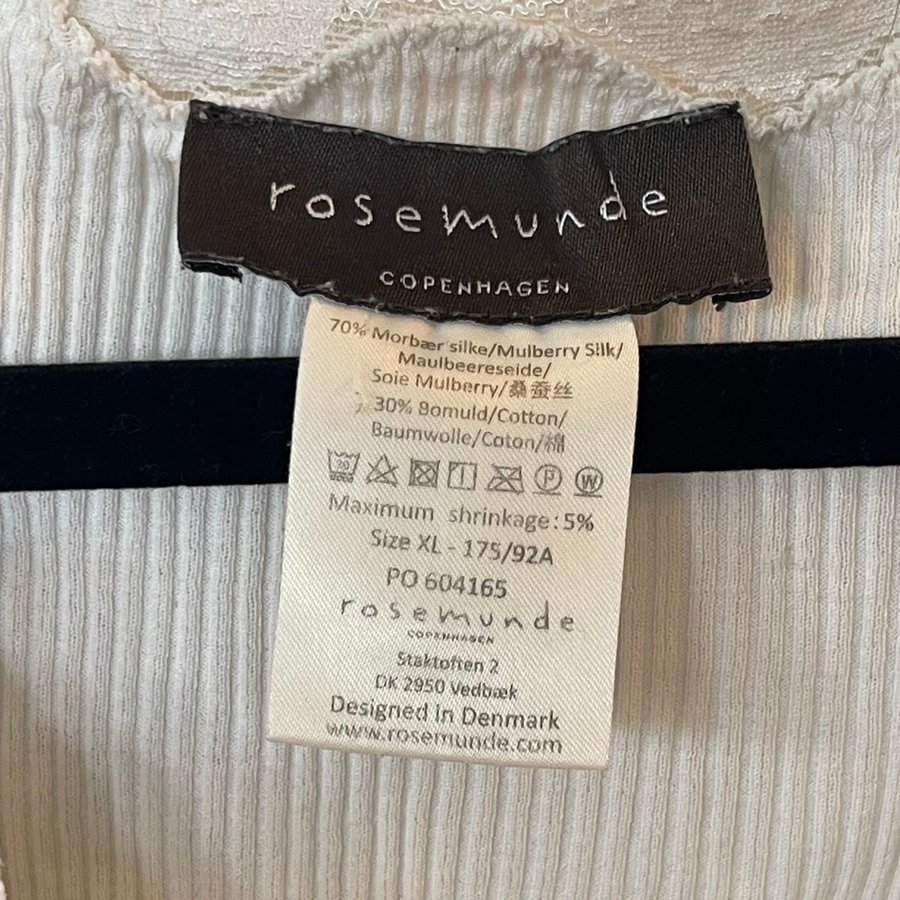 rosemunde
COPENHAGEN
70% Morbær silke/Mulberry Silk/
Maulbeereseide/
Soie Mulberry/桑蚕丝
30% Bomuld/Cotton/
Baumwolle/Coton/棉
P W
Maximum shrinkage: 5%
Size XL - 175/92A
PO 604165
rosemunde
COPENHAGEN
Staktoften 2
DK 2950 Vedbæk
Designed in Denmark
www.rosemunde.com